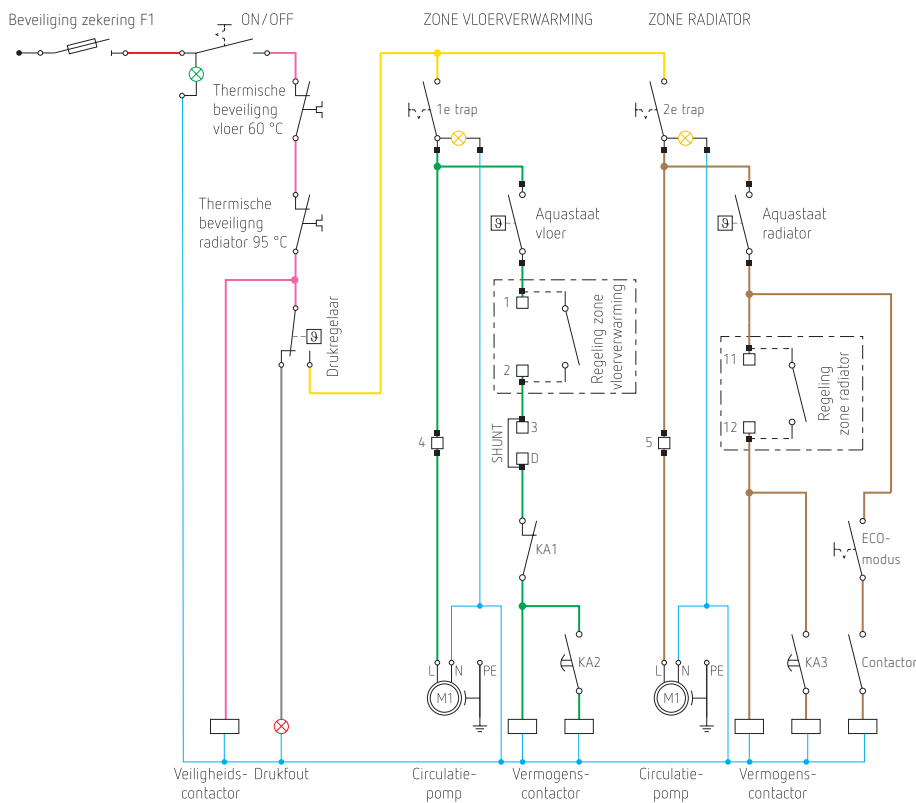 Beveiliging zekering F1
ON/OFF
ZONE VLOERVERWARMING
ZONE RADIATOR
Thermische
beveiligng
vloer 60 °C
1e trap
2e trap
Thermische
beveiligng
radiator 95 °C
ϑ
Aquastaat
vloer
ϑ
Aquastaat
radiator
ϑ
Drukregelaar
1
2
Regeling zone
vloerverwarming
11
12
Regeling
zone radiator
3
D
SHUNT
4
5
KA1
ECO-
modus
L
N
PE
M1
KA2
L
N
PE
M1
KA3
Contactor
Veiligheids-
contactor
Drukfout
Circulatie-
pomp
Vermogens-
contactor
Circulatie-
pomp
Vermogens-
contactor